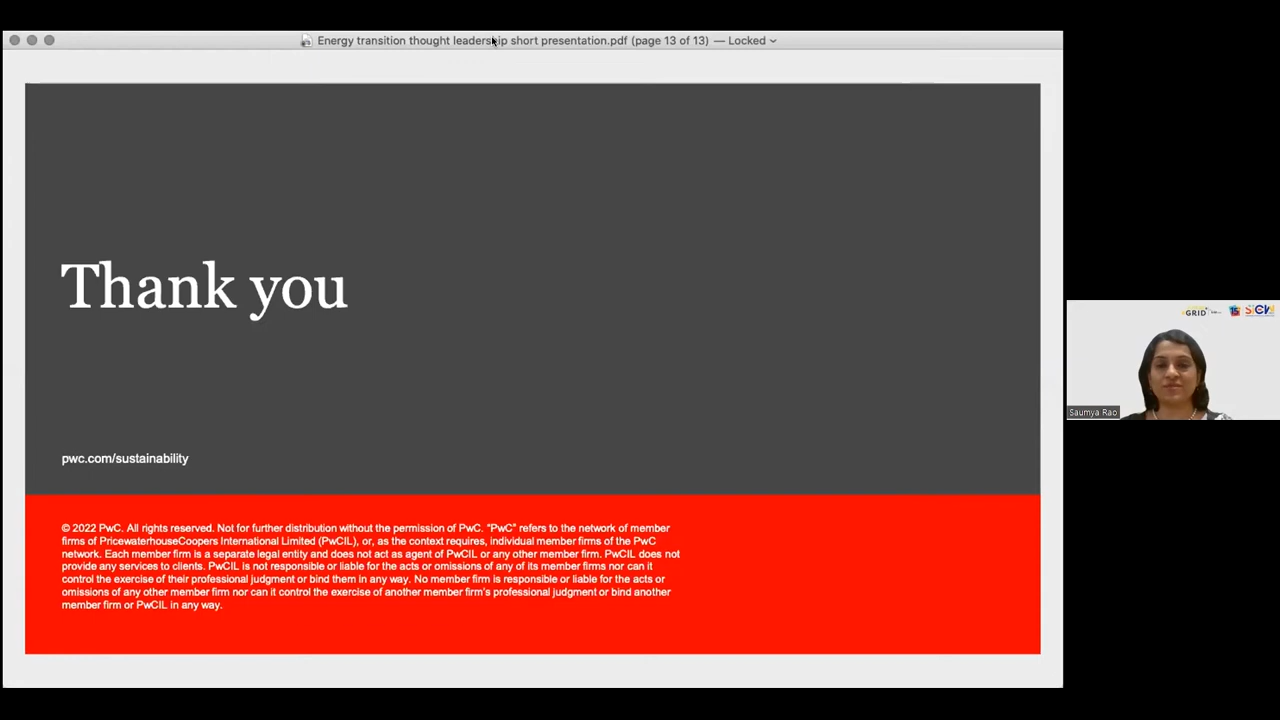 Energy transition thought leadership short presentation.pdf (page 13 of 13) — Locked
Thank you
pwc.com/sustainability
© 2022 PwC. All rights reserved. Not for further distribution without the permission of PwC. "PwC" refers to the network of member
firms of PricewaterhouseCoopers International Limited (PwCIL), or, as the context requires, individual member firms of the PwC
network. Each member firm is a separate legal entity and does not act as agent of PwCIL or any other member firm. PwCIL does not
provide any services to clients. PwCIL is not responsible or liable for the acts or omissions of any of its member firms nor can it
control the exercise of their professional judgment or bind them in any way. No member firm is responsible or liable for the acts or
omissions of any other member firm nor can it control the exercise of another member firm's professional judgment or bind another
member firm or PwCIL in any way.
GRID
Saumya Rao